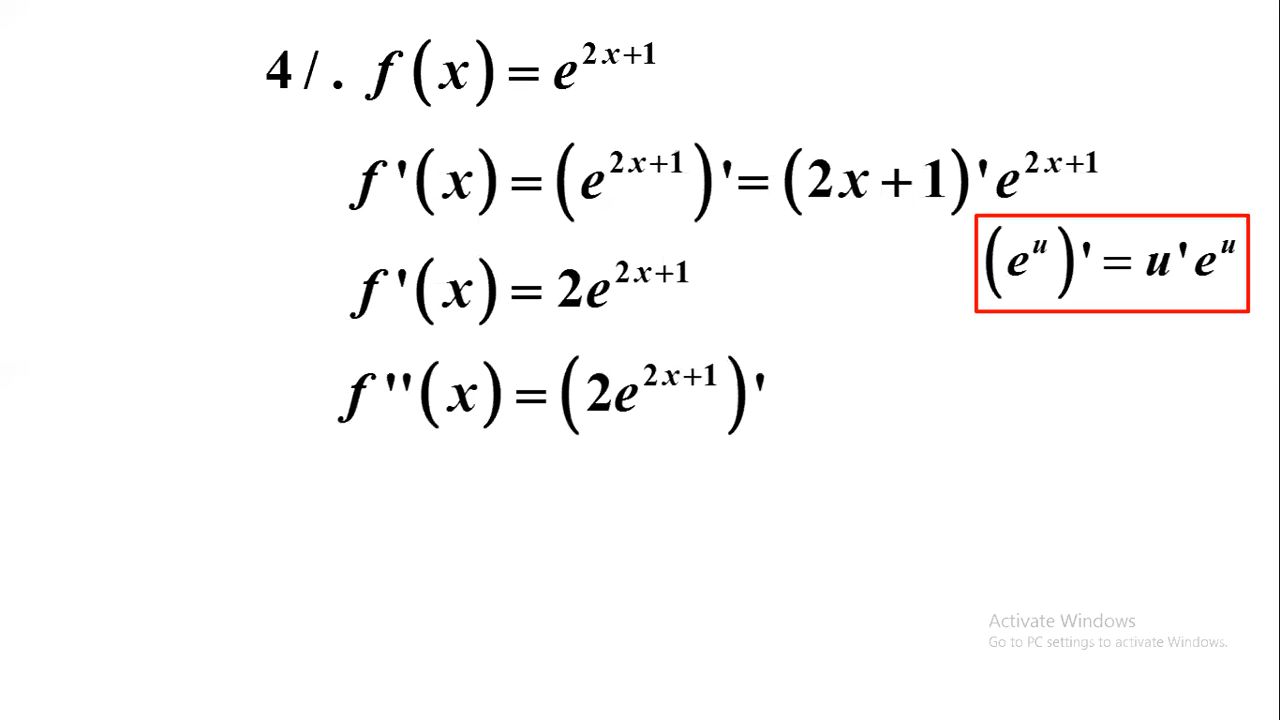 4 / . f(x) = e^{2x+1}
f'(x) = (e^{2x+1})' = (2x+1)'e^{2x+1}
(e^u)' = u'e^u
f'(x) = 2e^{2x+1}
f''(x) = (2e^{2x+1})'
Activate Windows
Go to PC settings to activate Windows.